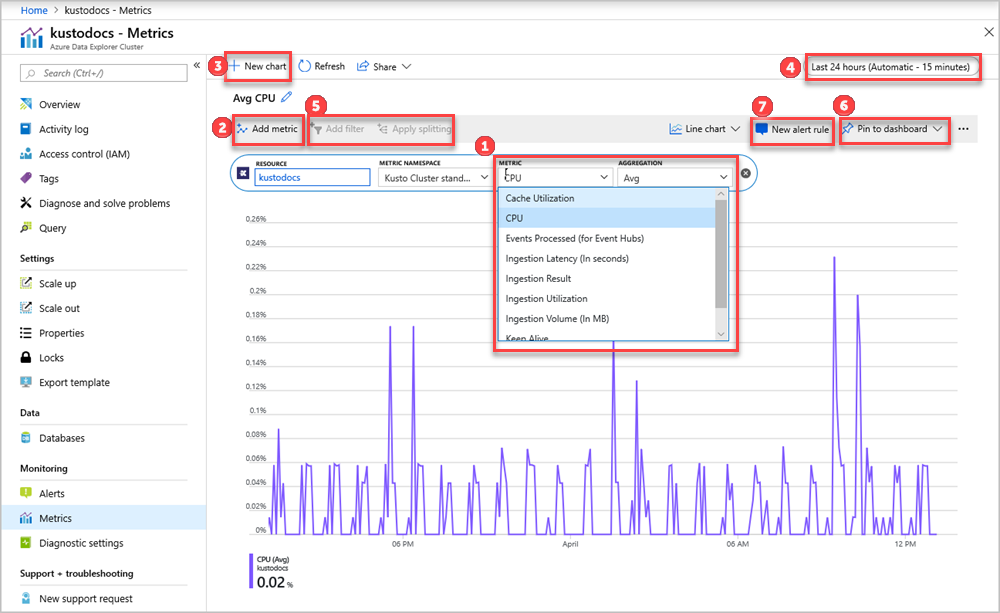 Home > kustodocs - Metrics
kustodocs - Metrics
Azure Data Explorer Cluster
Search (Ctrl+/)
Overview
Activity log
Access control (IAM)
Tags
Diagnose and solve problems
Query
Settings
Scale up
Scale out
Properties
Locks
Export template
Data
Databases
Monitoring
Alerts
Metrics
Diagnostic settings
Support + troubleshooting
New support request
3 New chart Refresh Share 4 Last 24 hours (Automatic - 15 minutes)
Avg CPU 5 7 6
2 Add metric Add filter Apply splitting Line chart New alert rule Pin to dashboard
1
RESOURCE METRIC NAMESPACE METRIC AGGREGATION
kustodocs Kusto Cluster stand... CPU Avg
Cache Utilization
CPU
Events Processed (for Event Hubs)
Ingestion Latency (In seconds)
Ingestion Result
Ingestion Utilization
Ingestion Volume (In MB)
Keep Alive
0.26%
0.24%
0.22%
0.2%
0.18%
0.16%
0.14%
0.12%
0.1%
0.08%
0.06%
0.04%
0.02%
0%
06 PM April 06 AM 12 PM
CPU (Avg)
kustodocs
0.02 %